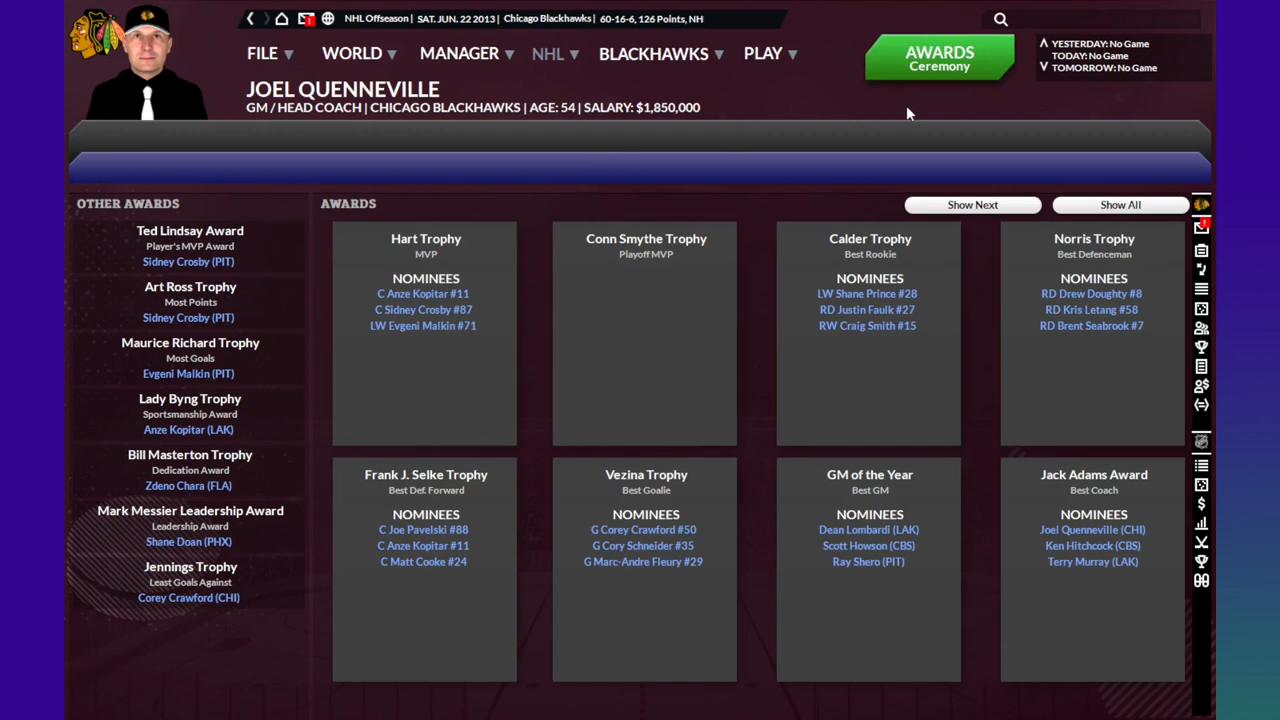 NHL Offseason | SAT. JUN. 22 2013 | Chicago Blackhawks | 60-16-6, 126 Points, NH
FILE WORLD MANAGER NHL BLACKHAWKS PLAY
AWARDS
Ceremony
YESTERDAY: No Game
TODAY: No Game
TOMORROW: No Game
JOEL QUENNEVILLE
GM / HEAD COACH | CHICAGO BLACKHAWKS | AGE: 54 | SALARY: $1,850,000
OTHER AWARDS
Ted Lindsay Award
Player's MVP Award
Sidney Crosby (PIT)
Art Ross Trophy
Most Points
Sidney Crosby (PIT)
Maurice Richard Trophy
Most Goals
Evgeni Malkin (PIT)
Lady Byng Trophy
Sportsmanship Award
Anze Kopitar (LAK)
Bill Masterton Trophy
Dedication Award
Zdeno Chara (FLA)
Mark Messier Leadership Award
Leadership Award
Shane Doan (PHX)
Jennings Trophy
Least Goals Against
Corey Crawford (CHI)
AWARDS
Show Next
Show All
Hart Trophy
MVP
NOMINEES
C Anze Kopitar #11
C Sidney Crosby #87
LW Evgeni Malkin #71
Conn Smythe Trophy
Playoff MVP
Calder Trophy
Best Rookie
NOMINEES
LW Shane Prince #28
RD Justin Faulk #27
RW Craig Smith #15
Norris Trophy
Best Defenceman
NOMINEES
RD Drew Doughty #8
RD Kris Letang #58
RD Brent Seabrook #7
Frank J. Selke Trophy
Best Def. Forward
NOMINEES
C Joe Pavelski #88
C Anze Kopitar #11
C Matt Cooke #24
Vezina Trophy
Best Goalie
NOMINEES
G Corey Crawford #50
G Cory Schneider #35
G Marc-Andre Fleury #29
GM of the Year
Best GM
NOMINEES
Dean Lombardi (LAK)
Scott Howson (CBS)
Ray Shero (PIT)
Jack Adams Award
Best Coach
NOMINEES
Joel Quenneville (CHI)
Ken Hitchcock (CBS)
Terry Murray (LAK)